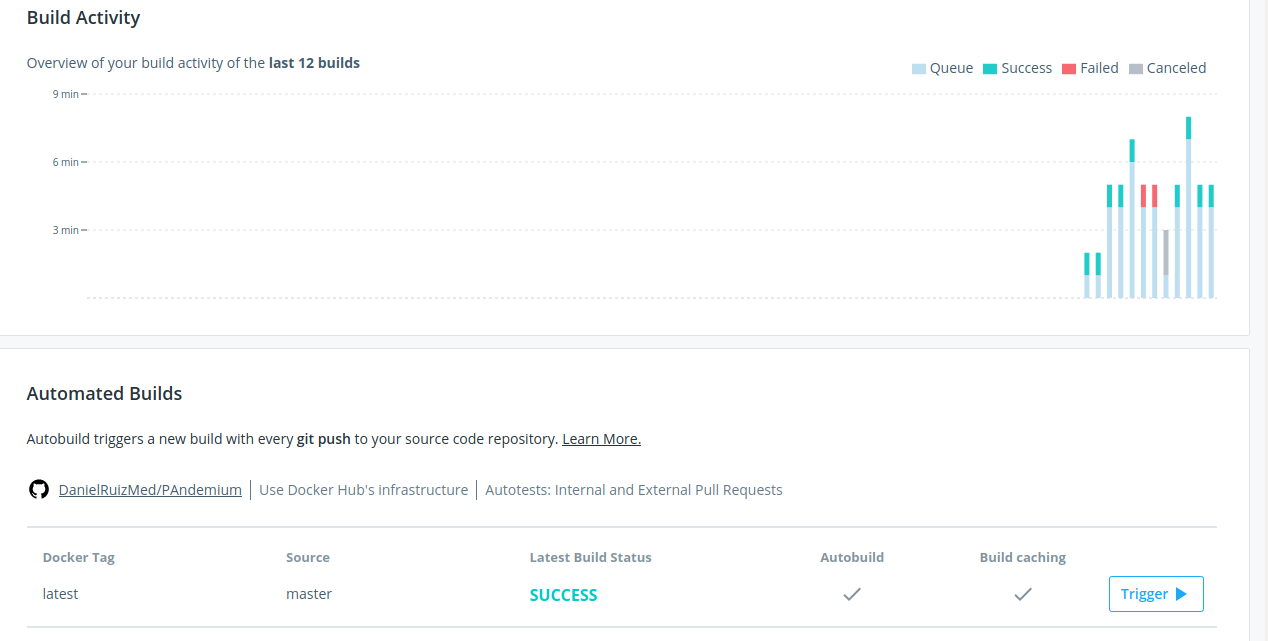 Build Activity
Overview of your build activity of the last 12 builds
Queue Success Failed Canceled
9 min
6 min
3 min
Automated Builds
Autobuild triggers a new build with every git push to your source code repository. Learn More.
DanielRuizMed/PAndemium | Use Docker Hub's infrastructure | Autotests: Internal and External Pull Requests
Docker Tag Source Latest Build Status Autobuild Build caching
latest master SUCCESS Trigger